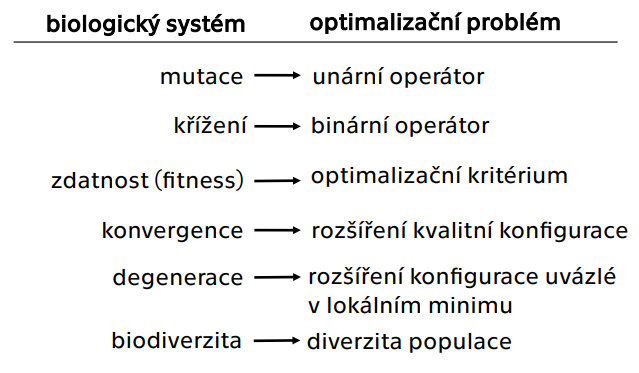 biologický systém optimalizační problém
mutace → unární operátor
křížení → binární operátor
zdatnost (fitness) → optimalizační kritérium
konvergence → rozšíření kvalitní konfigurace
degenerace → rozšíření konfigurace uvázlé
v lokálním minimu
biodiverzita → diverzita populace